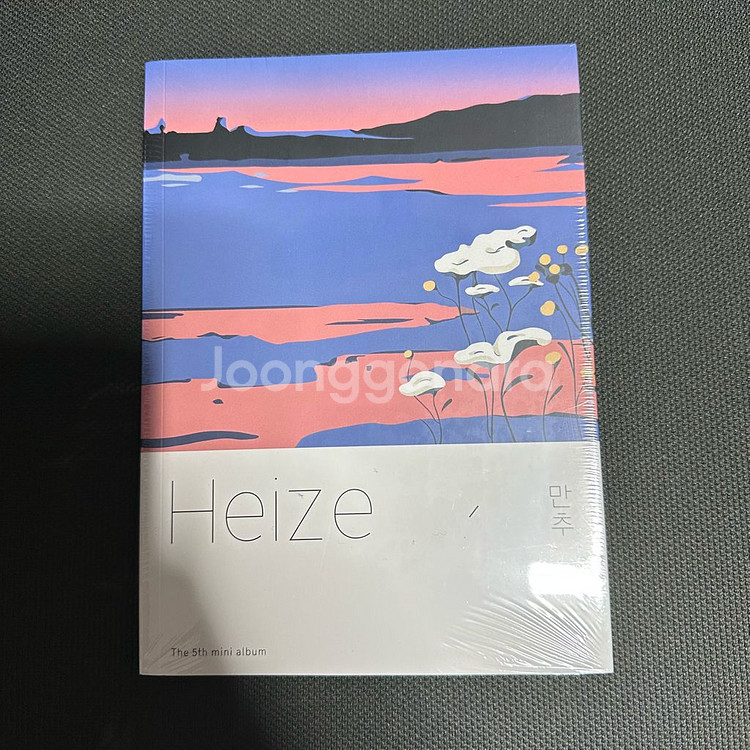 Joonggonara
Heize
만추
The 5th mini album